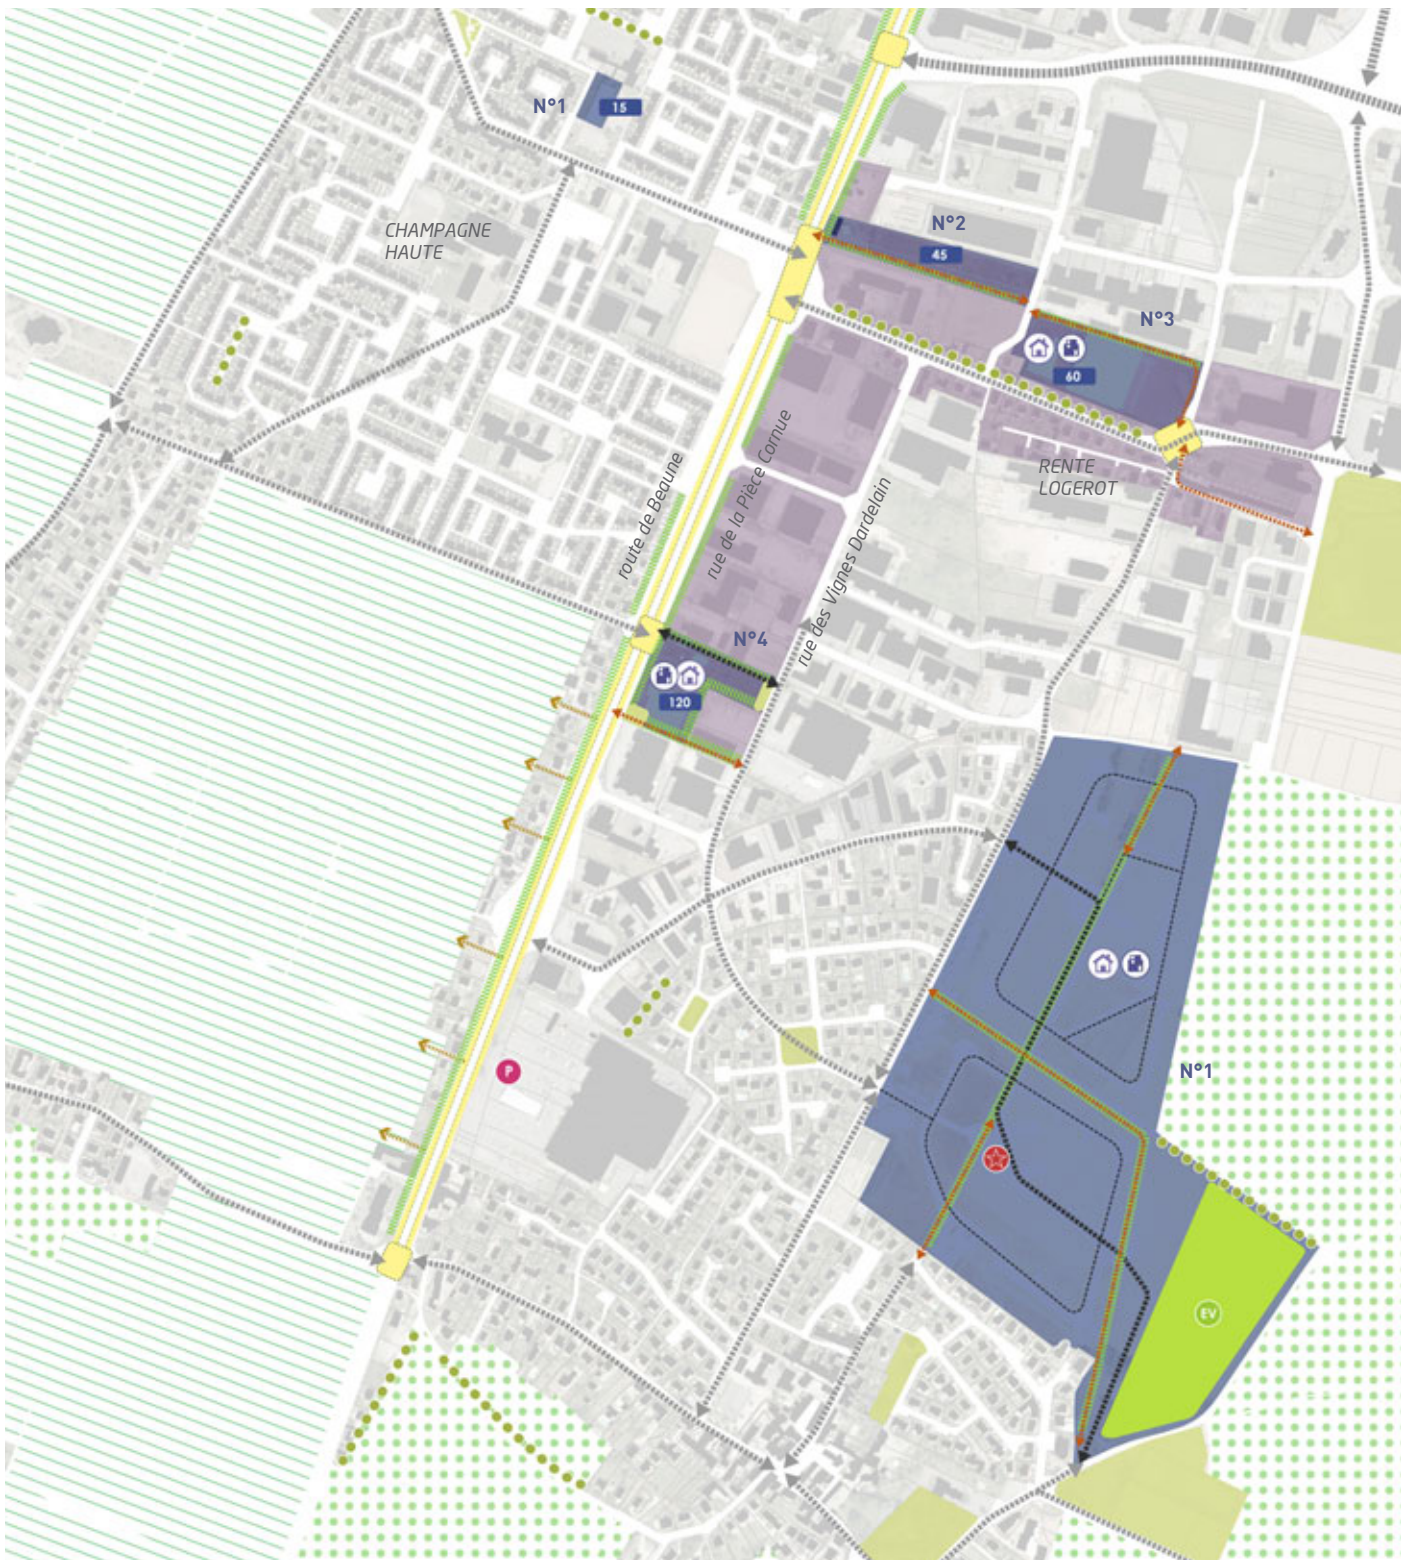 N°1
15
CHAMPAGNE
HAUTE
N°2
45
N°3
60
RENTE
LOGEROT
route de Beaune
rue de la Pièce Cornue
rue des Vignes Dardelain
N°4
120
P
N°1
EV